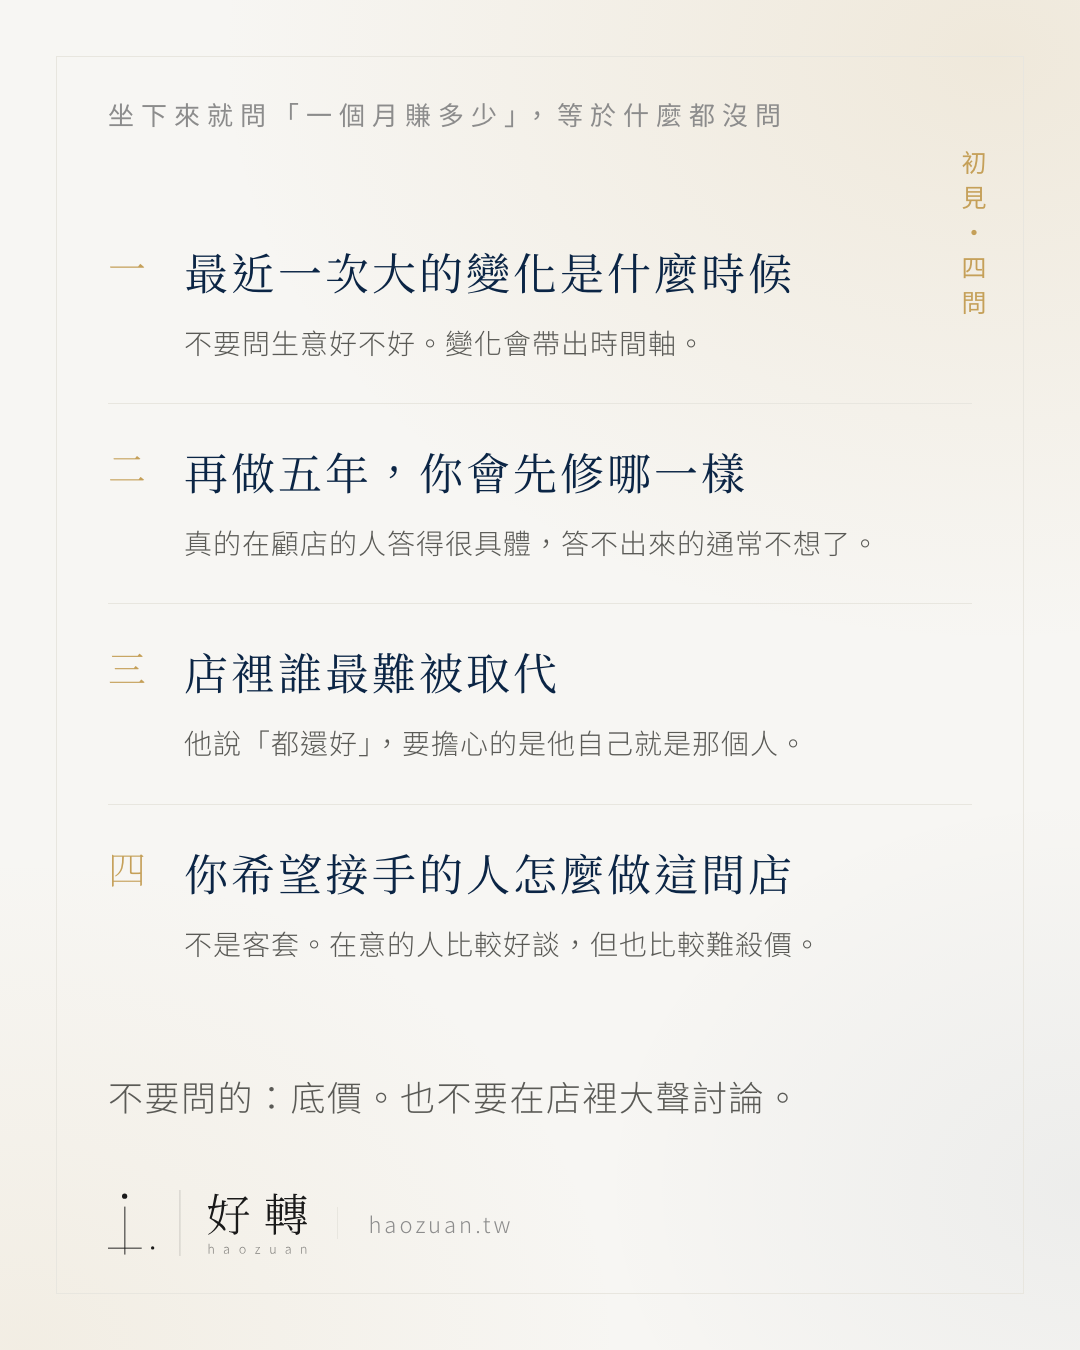 坐下來就問「一個月賺多少」，等於什麼都沒問
初見・四問
一 最近一次大的變化是什麼時候
不要問生意好不好。變化會帶出時間軸。
二 再做五年，你會先修哪一樣
真的在顧店的人答得很具體，答不出來的通常不想了。
三 店裡誰最難被取代
他說「都還好」，要擔心的是他自己就是那個人。
四 你希望接手的人怎麼做這間店
不是客套。在意的人比較好談，但也比較難殺價。
不要問的：底價。也不要在店裡大聲討論。
好轉
haozuan
haozuan.tw